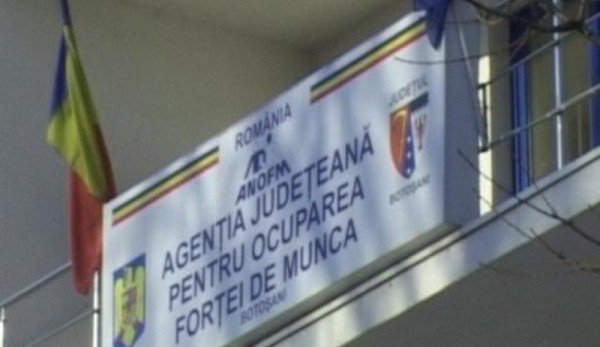 ROMÂNIA
ANOFM
AGENȚIA JUDEȚEANĂ
PENTRU OCUPAREA
FORȚEI DE MUNCA
BOTOȘANI
JUDEȚUL
BOTOȘANI